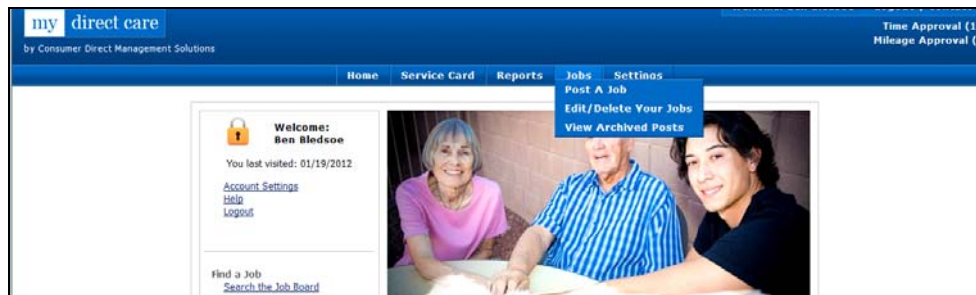 my direct care
by Consumer Direct Management Solutions
Time Approval (1
Mileage Approval (
Home Service Card Reports Jobs Settings
Post A Job
Edit/Delete Your Jobs
View Archived Posts
Welcome:
Ben Bledsoe
You last visited: 01/19/2012
Account Settings
Help
Logout
Find a Job
Search the Job Board